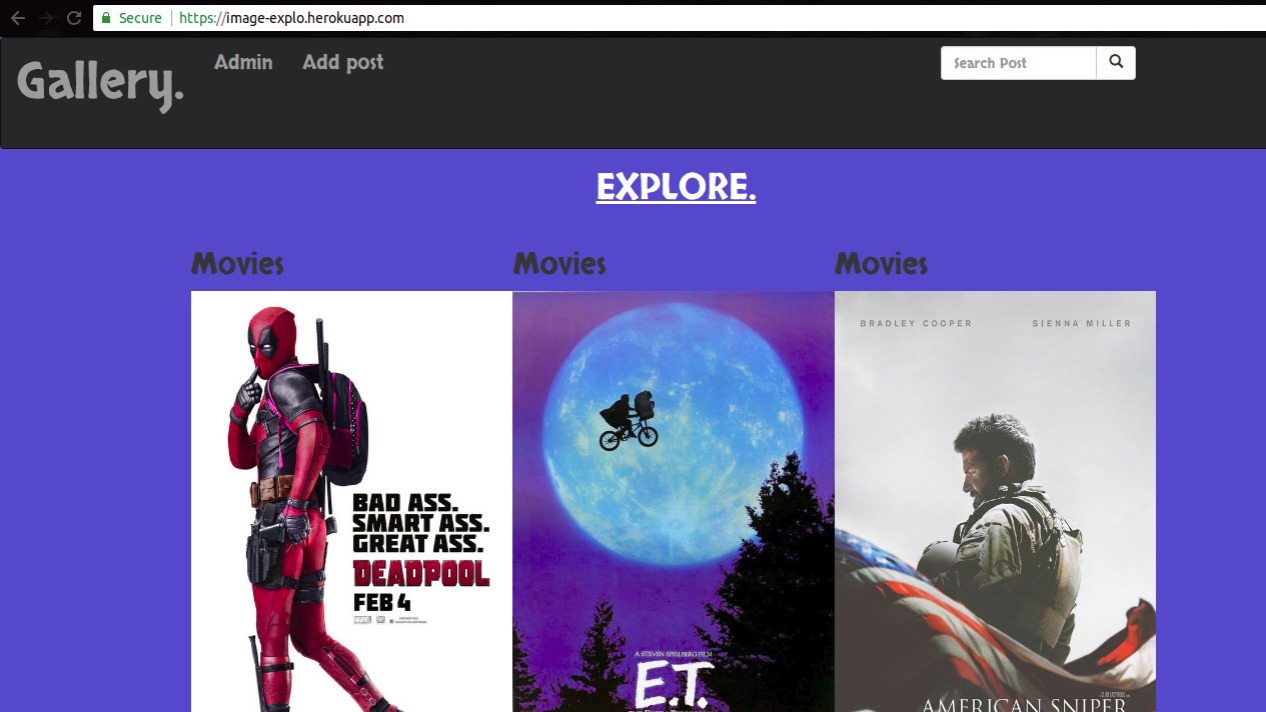 Secure https://image-explo.herokuapp.com
Gallery.
Admin
Add post
Search Post
EXPLORE.
Movies
Movies
Movies
BAD ASS.
SMART ASS.
GREAT ASS.
DEADPOOL
FEB 4
A STEVEN SPIELBERG FILM
E.T.
BRADLEY COOPER
SIENNA MILLER
AMERICAN SNIPER